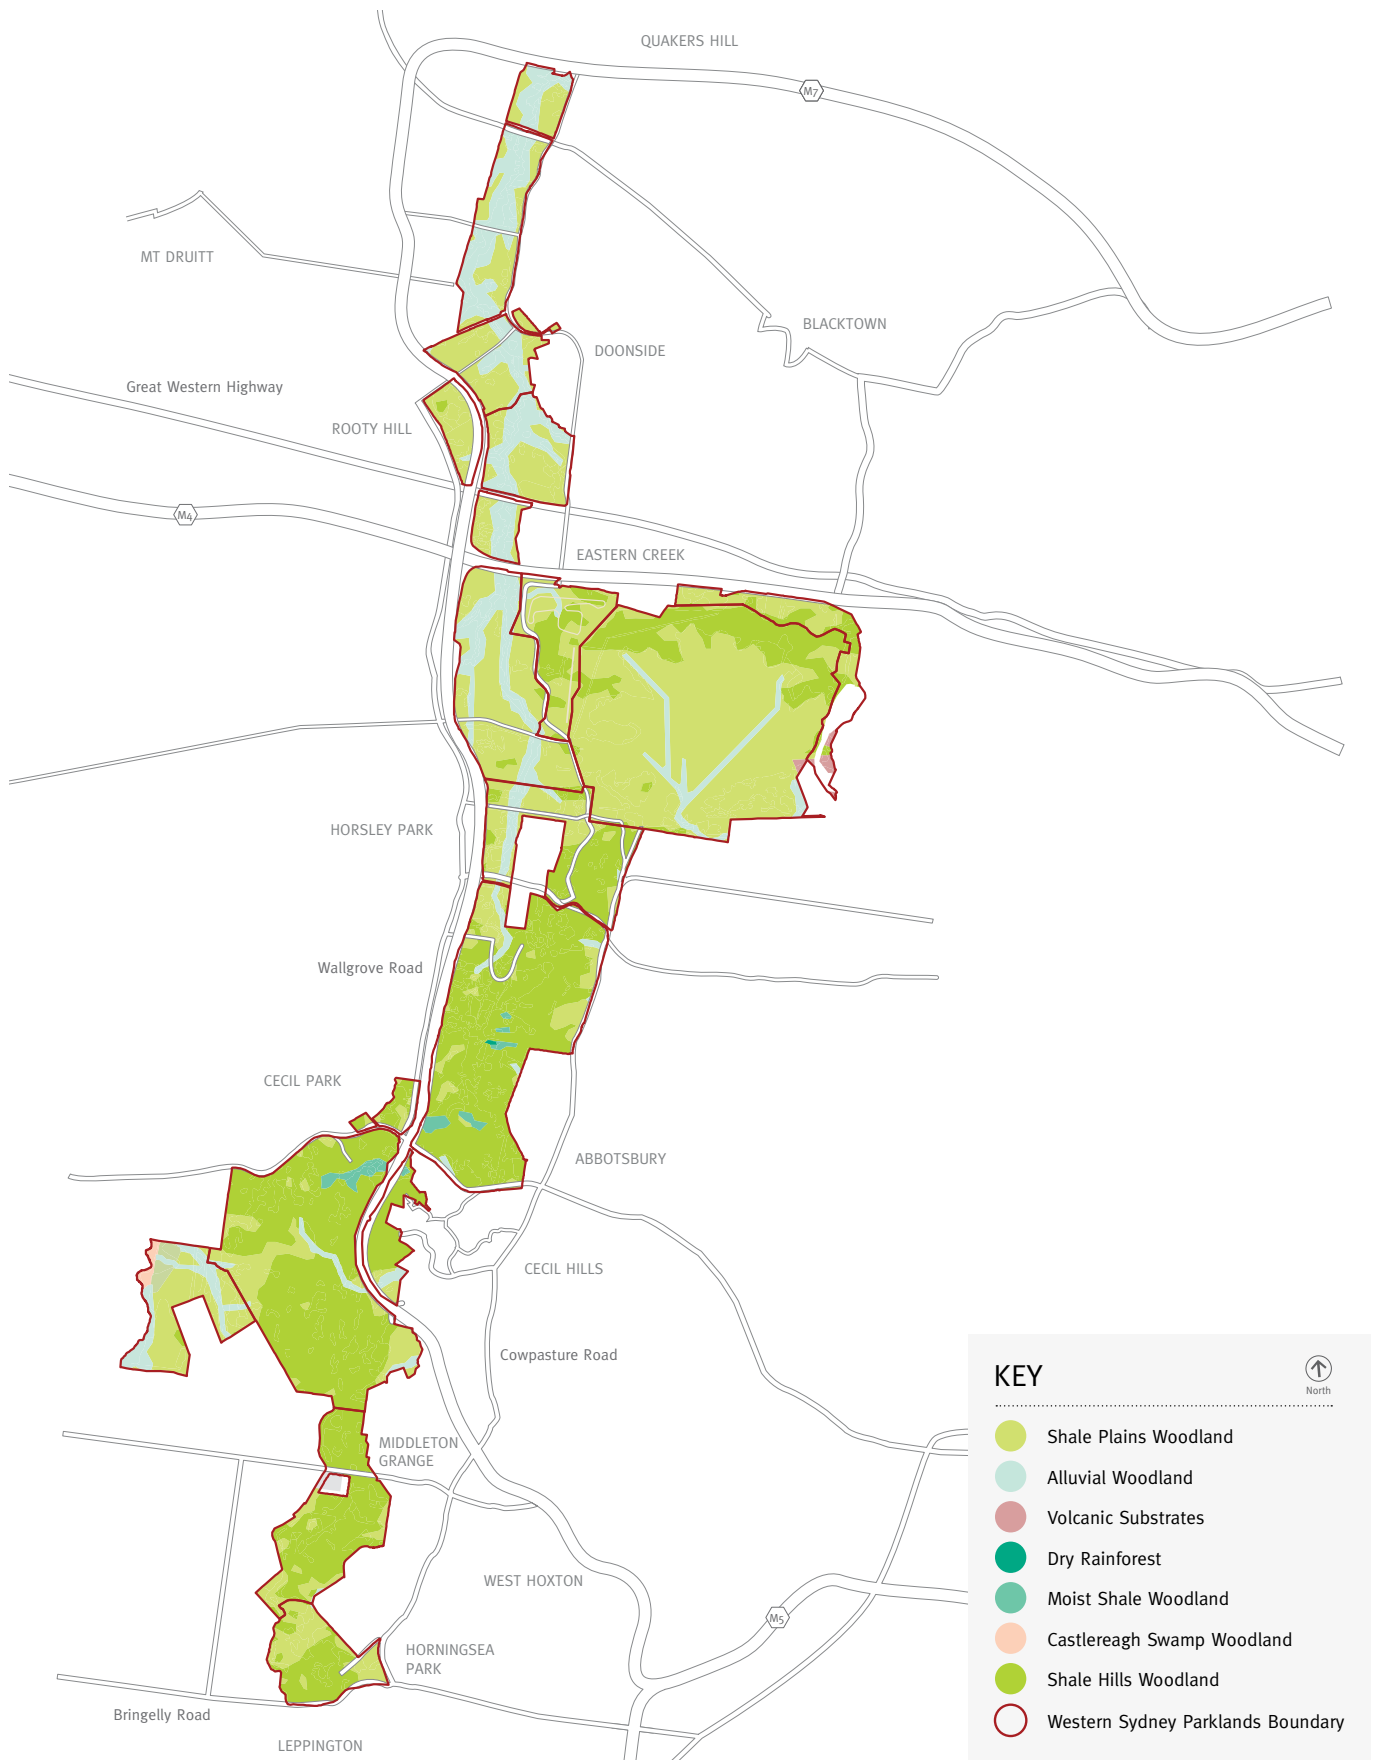 QUAKERS HILL
M7
MT DRUITT
BLACKTOWN
DOONSIDE
Great Western Highway
ROOTY HILL
M4
EASTERN CREEK
HORSLEY PARK
Wallgrove Road
CECIL PARK
ABBOTSBURY
CECIL HILLS
Cowpasture Road
MIDDLETON
GRANGE
WEST HOXTON
M5
HORNINGSEA
PARK
Bringelly Road
LEPPINGTON
KEY
North
Shale Plains Woodland
Alluvial Woodland
Volcanic Substrates
Dry Rainforest
Moist Shale Woodland
Castlereagh Swamp Woodland
Shale Hills Woodland
Western Sydney Parklands Boundary